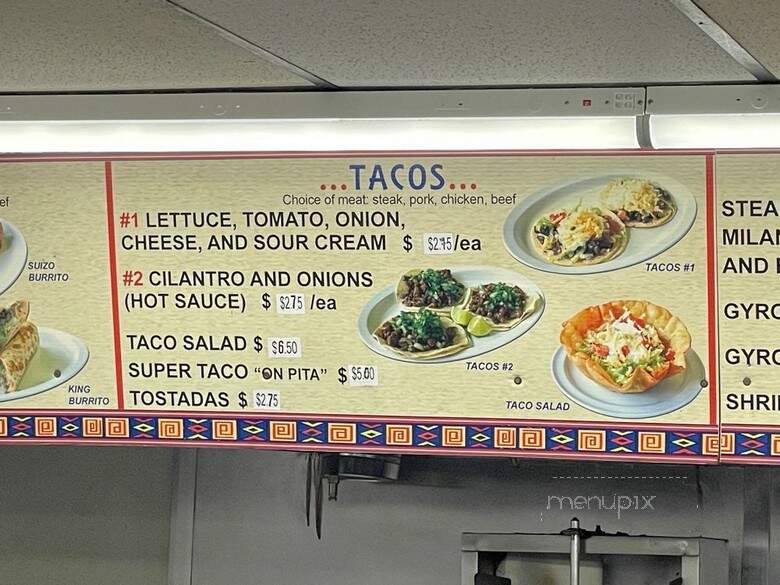 ...TACOS...
Choice of meat: steak, pork, chicken, beef
#1 LETTUCE, TOMATO, ONION,
CHEESE, AND SOUR CREAM $ /ea
#2 CILANTRO AND ONIONS
(HOT SAUCE) $ $2.75 /ea
TACO SALAD $ $6.50
SUPER TACO "ON PITA" $ $5.00
TOSTADAS $ $2.75
TACOS #1
TACOS #2
TACO SALAD
ef
SUIZO
BURRITO
KING
BURRITO
STEA
MILAN
AND
GYRO
GYRO
SHRI
menupix